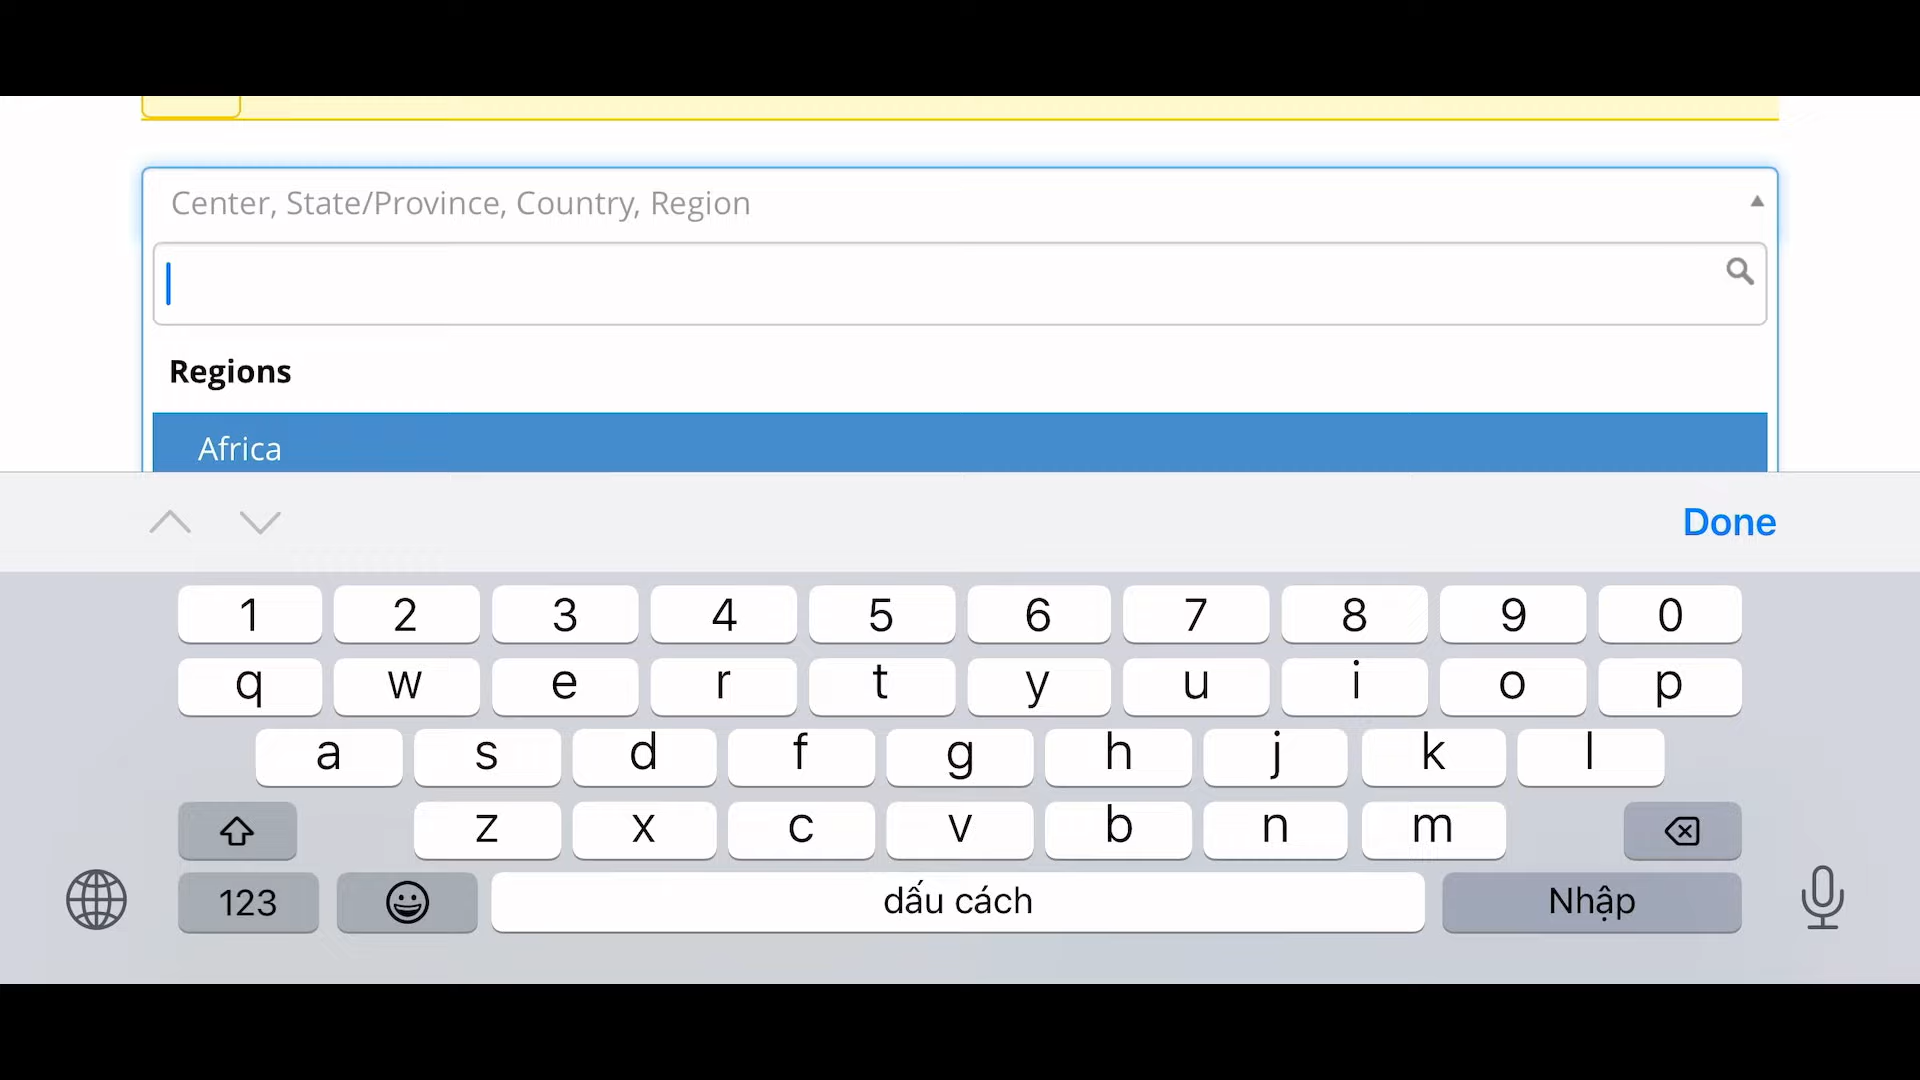 Center, State/Province, Country, Region
Regions
Africa
Done
1 2 3 4 5 6 7 8 9 0
q w e r t y u i o p
a s d f g h j k l
z x c v b n m
123 dấu cách Nhập